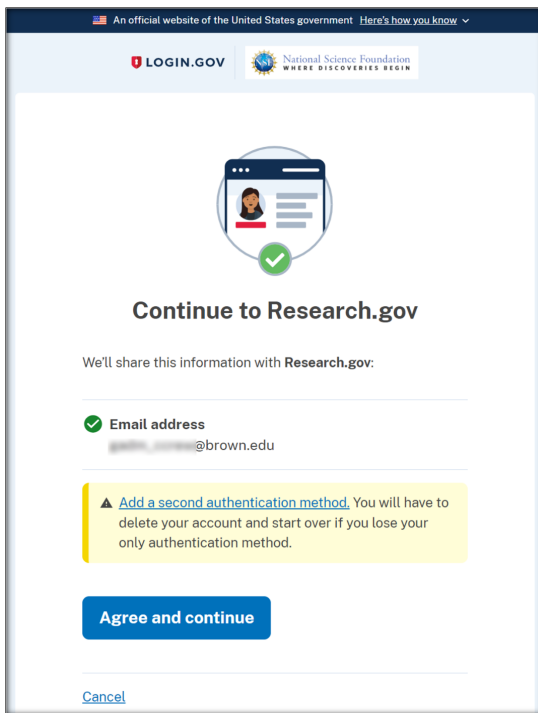 An official website of the United States government Here's how you know
LOGIN.GOV
NSF
National Science Foundation
WHERE DISCOVERIES BEGIN
Continue to Research.gov
We'll share this information with Research.gov:
Email address
@brown.edu
Add a second authentication method. You will have to
delete your account and start over if you lose your
only authentication method.
Agree and continue
Cancel